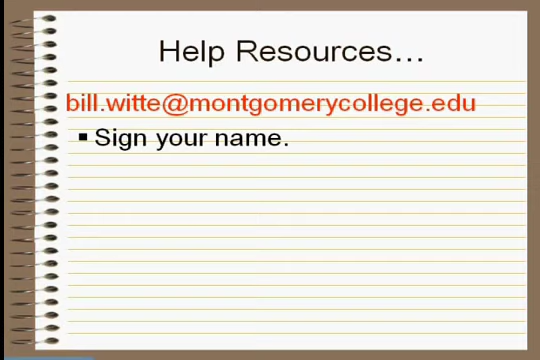 Help Resources…
bill.witte@montgomerycollege.edu
▪ Sign your name.